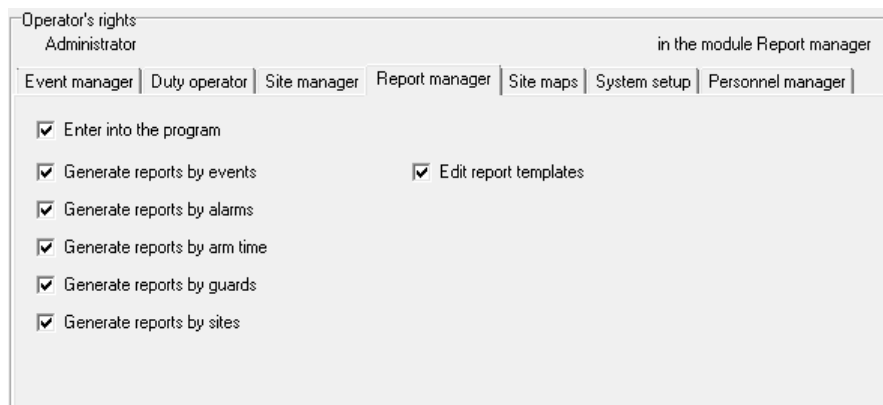 Operator's rights
Administrator in the module Report manager
Event manager Duty operator Site manager Report manager Site maps System setup Personnel manager
Enter into the program
Generate reports by events Edit report templates
Generate reports by alarms
Generate reports by arm time
Generate reports by guards
Generate reports by sites